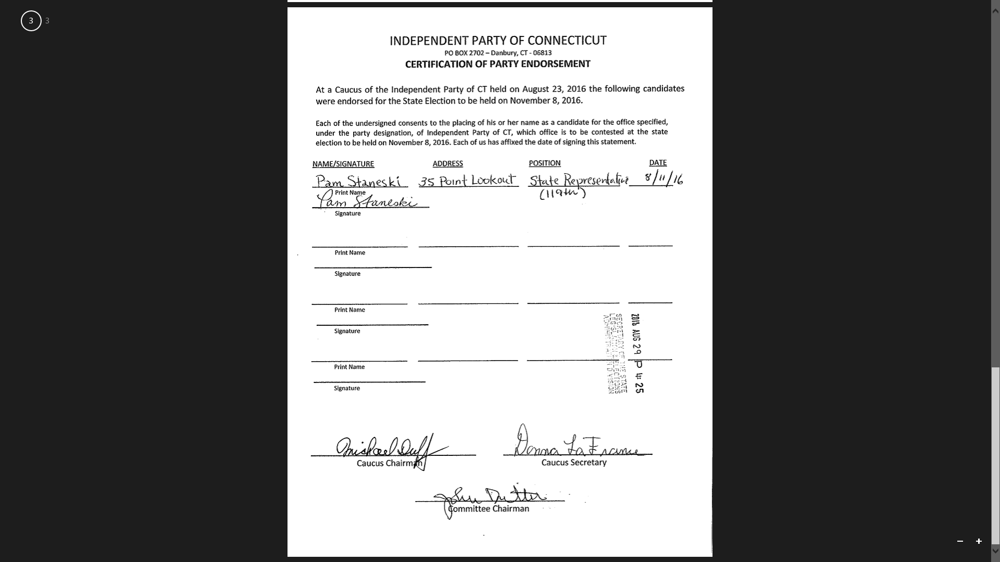 3 3
INDEPENDENT PARTY OF CONNECTICUT
PO BOX 2702 – Danbury, CT - 06813
CERTIFICATION OF PARTY ENDORSEMENT
At a Caucus of the Independent Party of CT held on August 23, 2016 the following candidates
were endorsed for the State Election to be held on November 8, 2016.
Each of the undersigned consents to the placing of his or her name as a candidate for the office specified,
under the party designation, of Independent Party of CT, which office is to be contested at the state
election to be held on November 8, 2016. Each of us has affixed the date of signing this statement.
NAME/SIGNATURE ADDRESS POSITION DATE
Pam Staneski 35 Point Lookout State Representative 8/11/16
Print Name (119th)
Pam Staneski
Signature
Print Name
Signature
Print Name
Signature
Print Name
Signature
2016 AUG 29 P 4: 25
SECRETARY OF THE STATE
LEGISLATION & ELECTIONS
ADMINISTRATION DIVISION
Michael Duff Donna LaFrance
Caucus Chairman Caucus Secretary
John
Committee Chairman